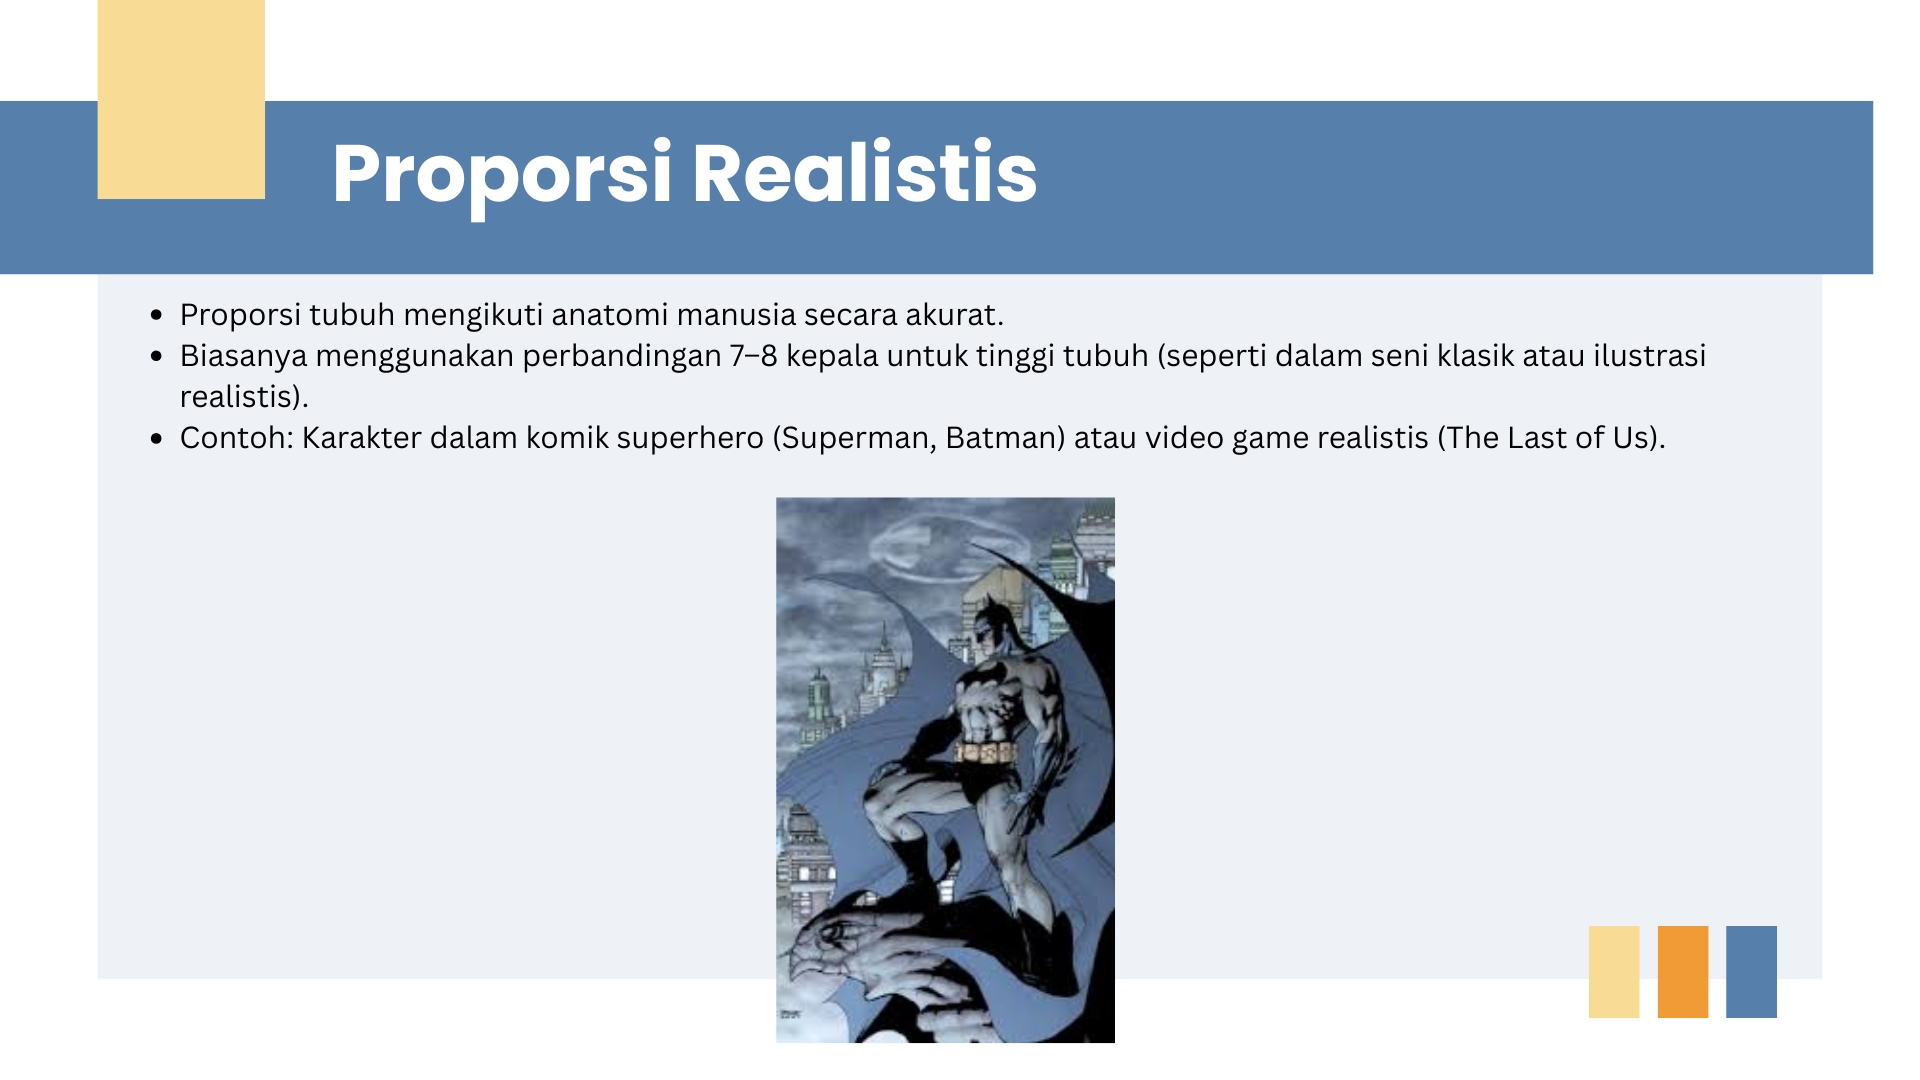 Proporsi Realistis
• Proporsi tubuh mengikuti anatomi manusia secara akurat.
• Biasanya menggunakan perbandingan 7–8 kepala untuk tinggi tubuh (seperti dalam seni klasik atau ilustrasi
realistis).
• Contoh: Karakter dalam komik superhero (Superman, Batman) atau video game realistis (The Last of Us).